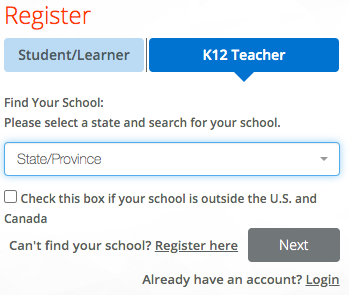 Register
Student/Learner
K12 Teacher
Find Your School:
Please select a state and search for your school.
State/Province
Check this box if your school is outside the U.S. and
Canada
Can't find your school? Register here
Next
Already have an account? Login